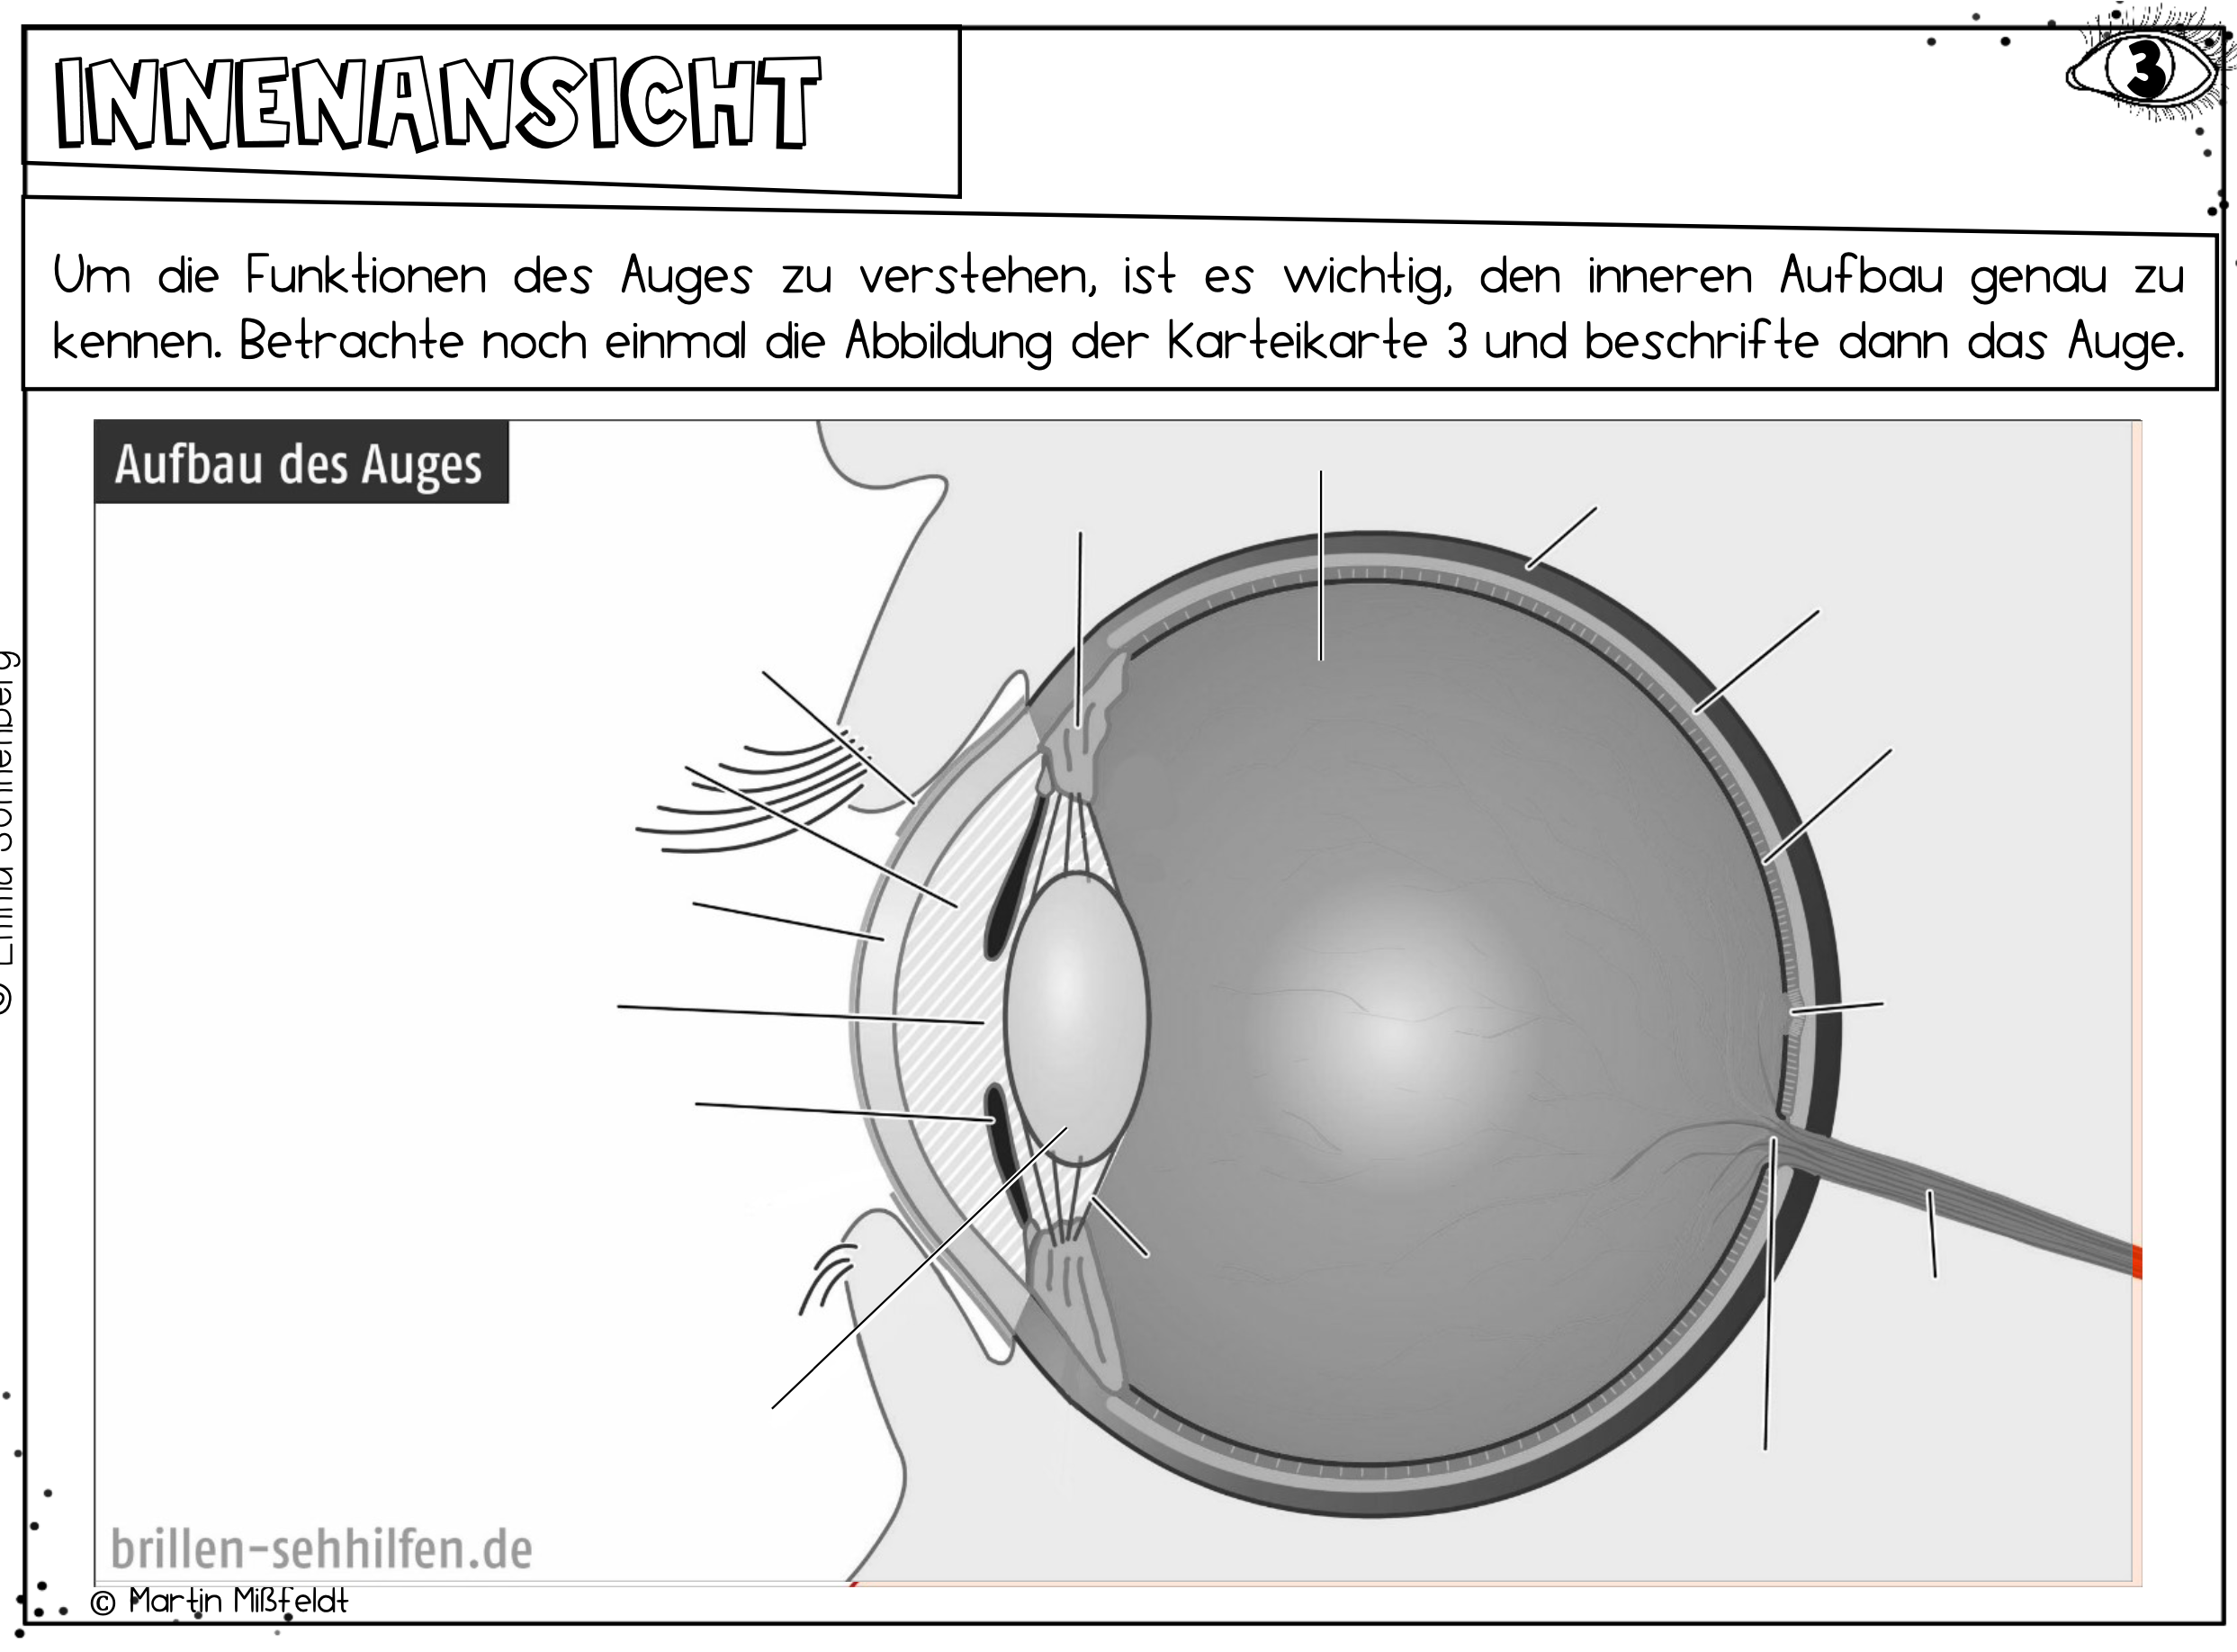 INNENANSICHT
3
Um die Funktionen des Auges zu verstehen, ist es wichtig, den inneren Aufbau genau zu
kennen. Betrachte noch einmal die Abbildung der Karteikarte 3 und beschrifte dann das Auge.
Aufbau des Auges
brillen-sehhilfen.de
© Martin Mißfeldt